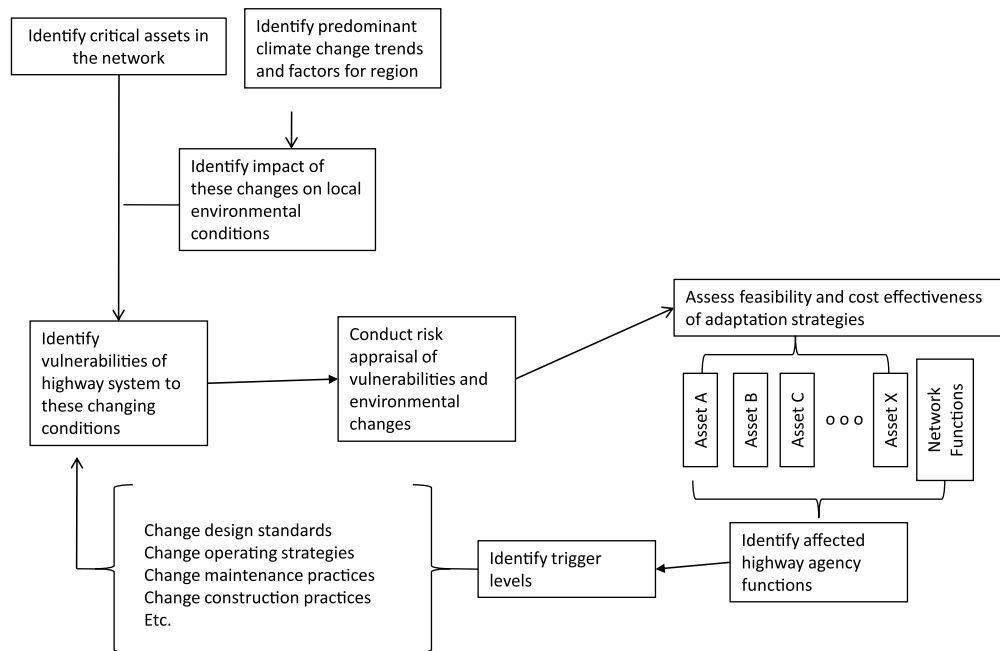 Identify critical assets in
the network
Identify predominant
climate change trends
and factors for region
Identify impact of
these changes on local
environmental
conditions
Identify
vulnerabilities of
highway system to
these changing
conditions
Conduct risk
appraisal of
vulnerabilities and
environmental
changes
Assess feasibility and cost effectiveness
of adaptation strategies
Asset A
Asset B
Asset C
o o o
Asset X
Network
Functions
Identify affected
highway agency
functions
Identify trigger
levels
Change design standards
Change operating strategies
Change maintenance practices
Change construction practices
Etc.